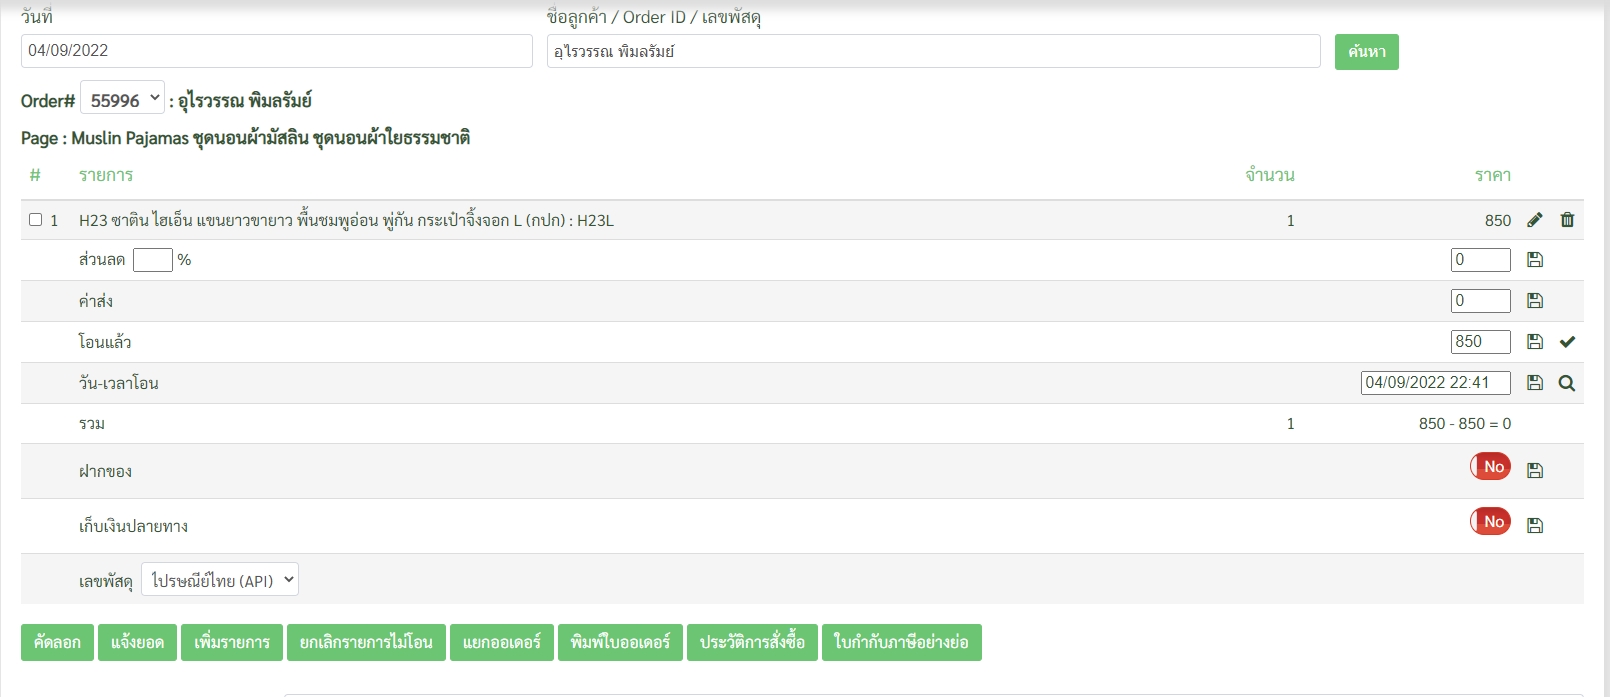 วันที่ ชื่อลูกค้า / Order ID / เลขพัสดุ
04/09/2022 อุไรวรรณ พิมลรัมย์ ค้นหา
Order# 55996 : อุไรวรรณ พิมลรัมย์
Page : Muslin Pajamas ชุดนอนผ้ามัสลิน ชุดนอนผ้าใยธรรมชาติ
# รายการ จำนวน ราคา
1 H23 ซาติน ไฮเอ็น แขนยาวขายาว พื้นชมพูอ่อน พู่กัน กระเป๋าจิ้งจอก L (กปก) : H23L 1 850
ส่วนลด % 0
ค่าส่ง 0
โอนแล้ว 850
วัน-เวลาโอน 04/09/2022 22:41
รวม 1 850 - 850 = 0
ฝากของ No
เก็บเงินปลายทาง No
เลขพัสดุ ไปรษณีย์ไทย (API)
คัดลอก แจ้งยอด เพิ่มรายการ ยกเลิกรายการไม่โอน แยกออเดอร์ พิมพ์ใบออเดอร์ ประวัติการสั่งซื้อ ใบกำกับภาษีอย่างย่อ